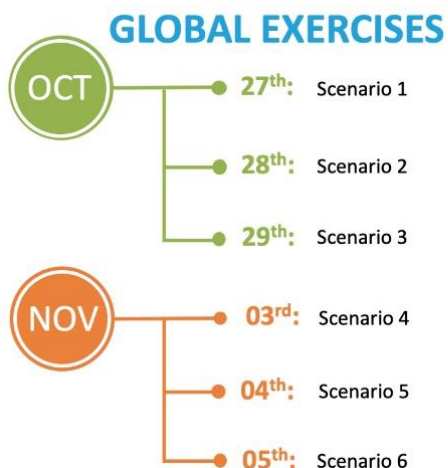 GLOBAL EXERCISES
OCT
27th: Scenario 1
28th: Scenario 2
29th: Scenario 3
NOV
03rd: Scenario 4
04th: Scenario 5
05th: Scenario 6